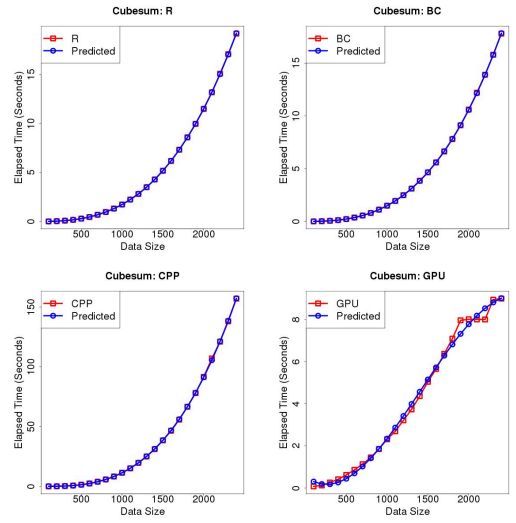 Cubesum: R
R
Predicted
Elapsed Time (Seconds)
0
5
10
15
500
1000
1500
2000
Data Size
Cubesum: BC
BC
Predicted
Elapsed Time (Seconds)
0
5
10
15
500
1000
1500
2000
Data Size
Cubesum: CPP
CPP
Predicted
Elapsed Time (Seconds)
0
50
100
150
500
1000
1500
2000
Data Size
Cubesum: GPU
GPU
Predicted
Elapsed Time (Seconds)
0
2
4
6
8
500
1000
1500
2000
Data Size